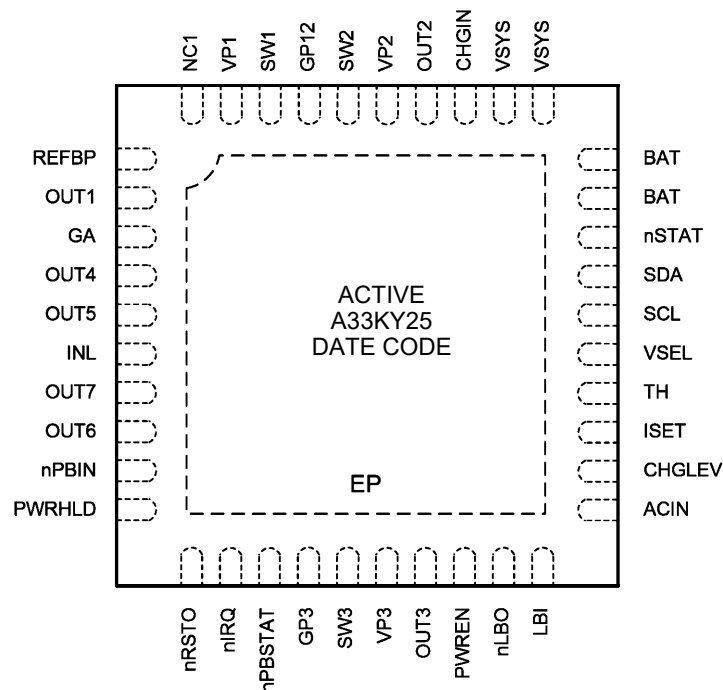 NC1
VP1
SW1
GP12
SW2
VP2
OUT2
CHGIN
VSYS
VSYS
REFBP
OUT1
GA
OUT4
OUT5
INL
OUT7
OUT6
nPBIN
PWRHLD
ACTIVE
A33KY25
DATE CODE
EP
BAT
BAT
nSTAT
SDA
SCL
VSEL
TH
ISET
CHGLEV
ACIN
nRSTO
nIRQ
nPBSTAT
GP3
SW3
VP3
OUT3
PWREN
nLBO
LBI